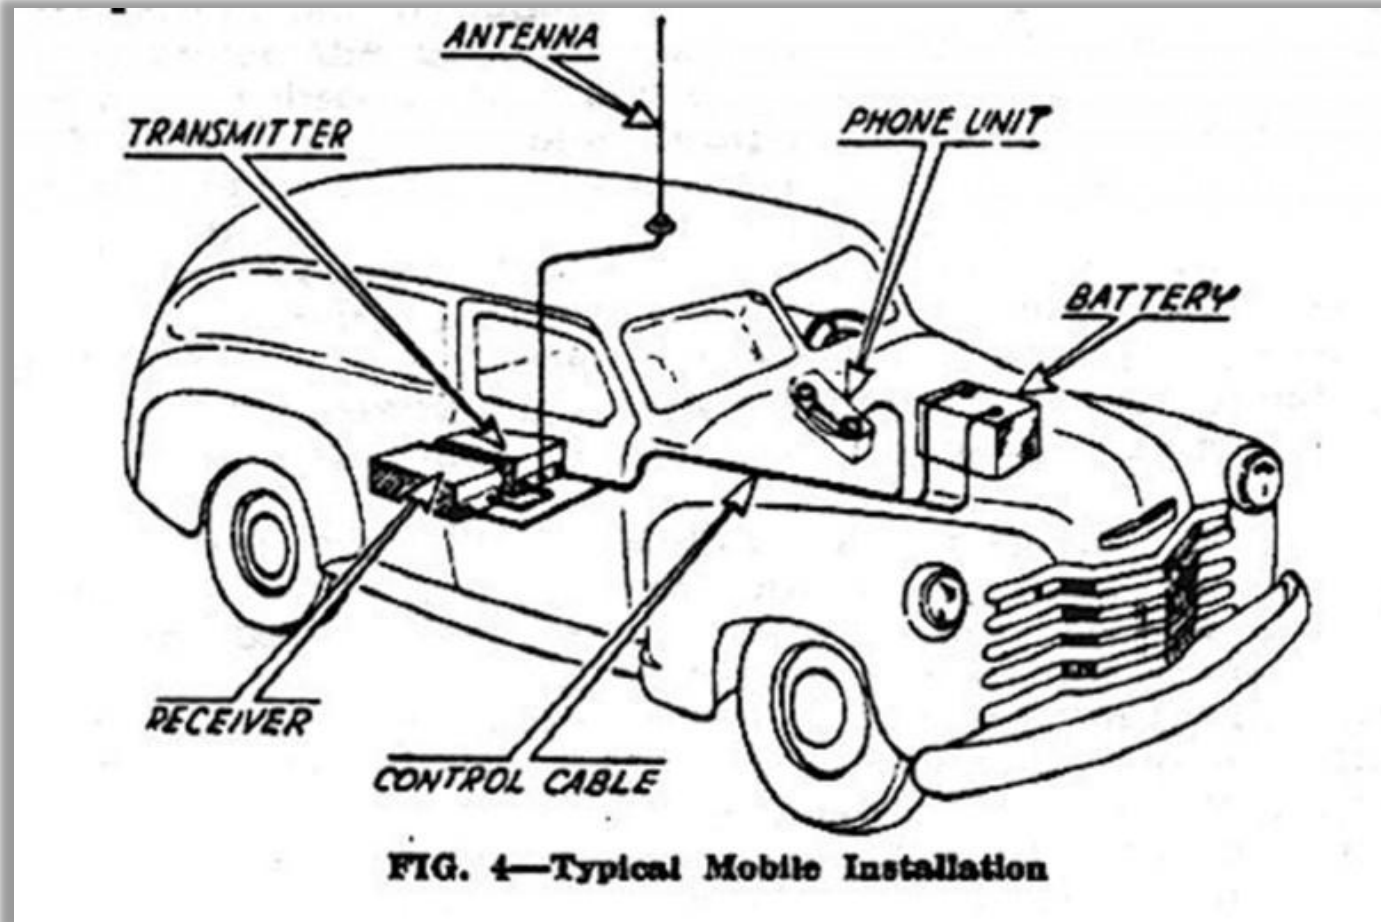 ANTENNA
TRANSMITTER
PHONE UNIT
BATTERY
RECEIVER
CONTROL CABLE
FIG. 4—Typical Mobile Installation